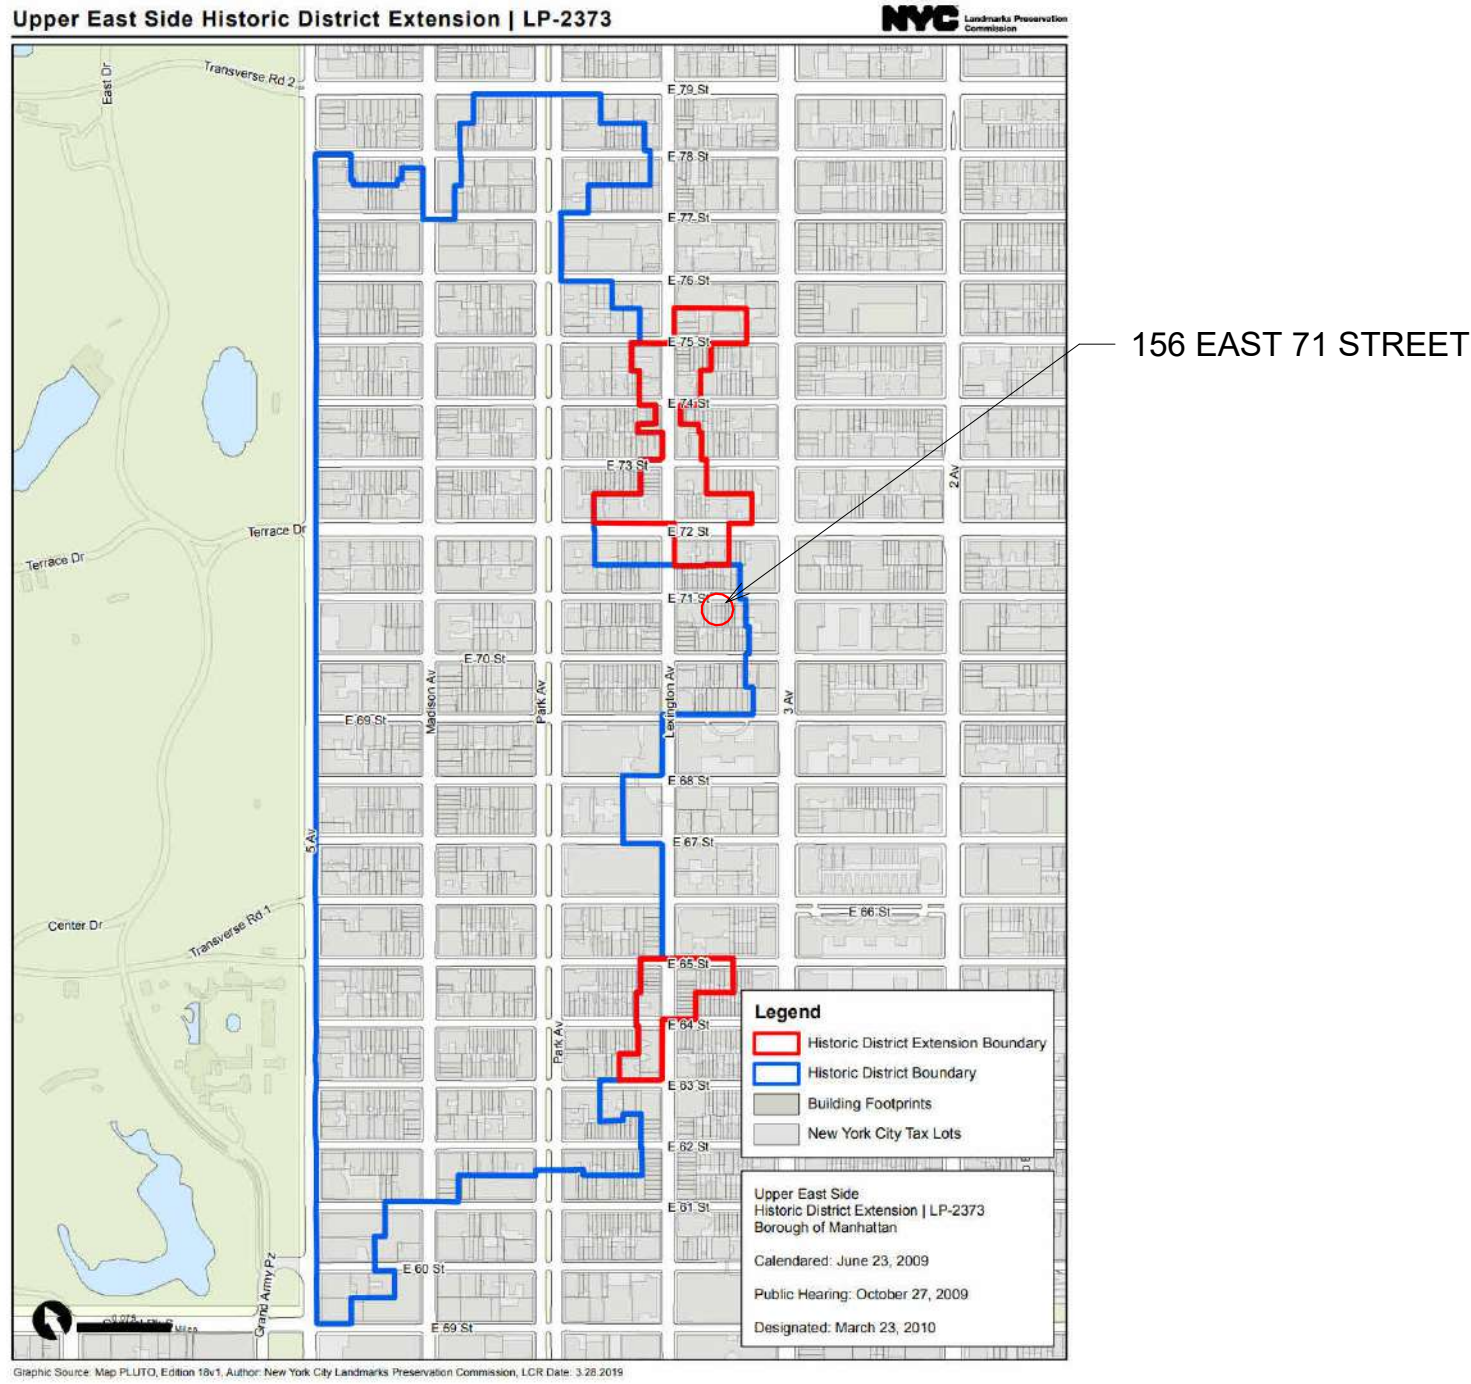 Upper East Side Historic District Extension | LP-2373
NYC Landmarks Preservation
Commission
East Dr
Transverse Rd 2
E 79 St
E 78 St
E 77 St
E 76 St
E 75 St
156 EAST 71 STREET
E 74 St
E 73 St
2 Av
Terrace Dr
E 72 St
Terrace Dr
E 71 St
E 70 St
Madison Av
Park Av
Lexington Av
3 Av
E 69 St
E 68 St
5 Av
E 67 St
E 66 St
Center Dr
Transverse Rd 1
E 65 St
Legend
Historic District Extension Boundary
Historic District Boundary
Building Footprints
New York City Tax Lots
E 64 St
Park Av
E 63 St
E 62 St
E 61 St
Upper East Side
Historic District Extension | LP-2373
Borough of Manhattan
Calendared: June 23, 2009
Public Hearing: October 27, 2009
Designated: March 23, 2010
E 60 St
Grand Army Pz
0.075
Miles
E 59 St
Graphic Source: Map PLUTO, Edition 18v1, Author: New York City Landmarks Preservation Commission, LCR Date: 3.28.2019